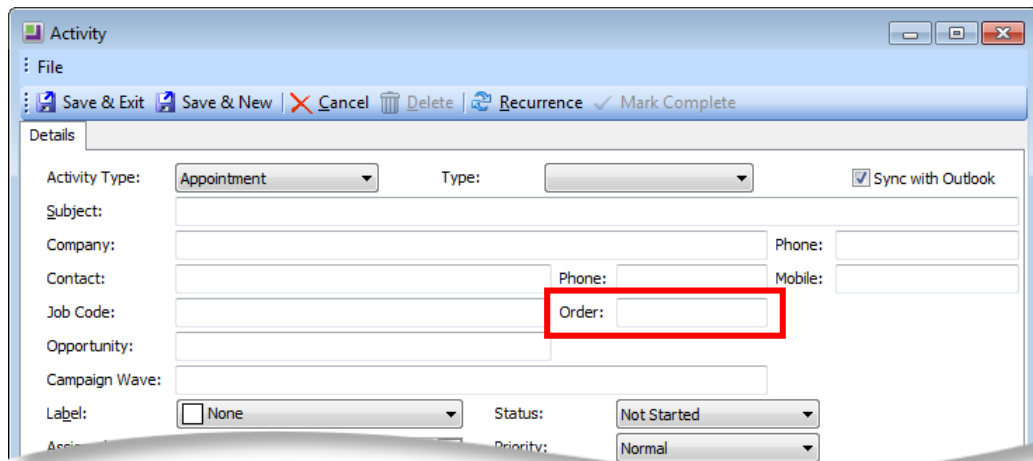 Activity
File
Save & Exit Save & New Cancel Delete Recurrence Mark Complete
Details
Activity Type: Appointment Type: Sync with Outlook
Subject:
Company: Phone:
Contact: Phone: Mobile:
Job Code: Order:
Opportunity:
Campaign Wave:
Label: None Status: Not Started
Priority: Normal